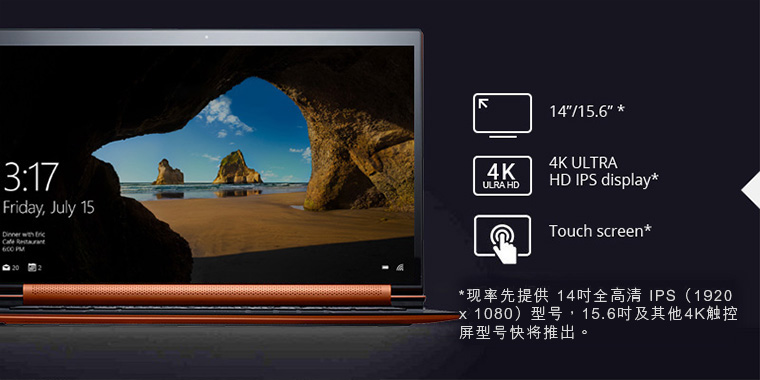 3:17
Friday, July 15
Dinner with Eric
Cafe Restaurant
6:00 PM
20 2
14”/15.6” *
4K
ULRA HD
4K ULTRA
HD IPS display*
Touch screen*
*现率先提供 14吋全高清 IPS（1920
x 1080）型号，15.6吋及其他4K触控
屏型号快将推出。